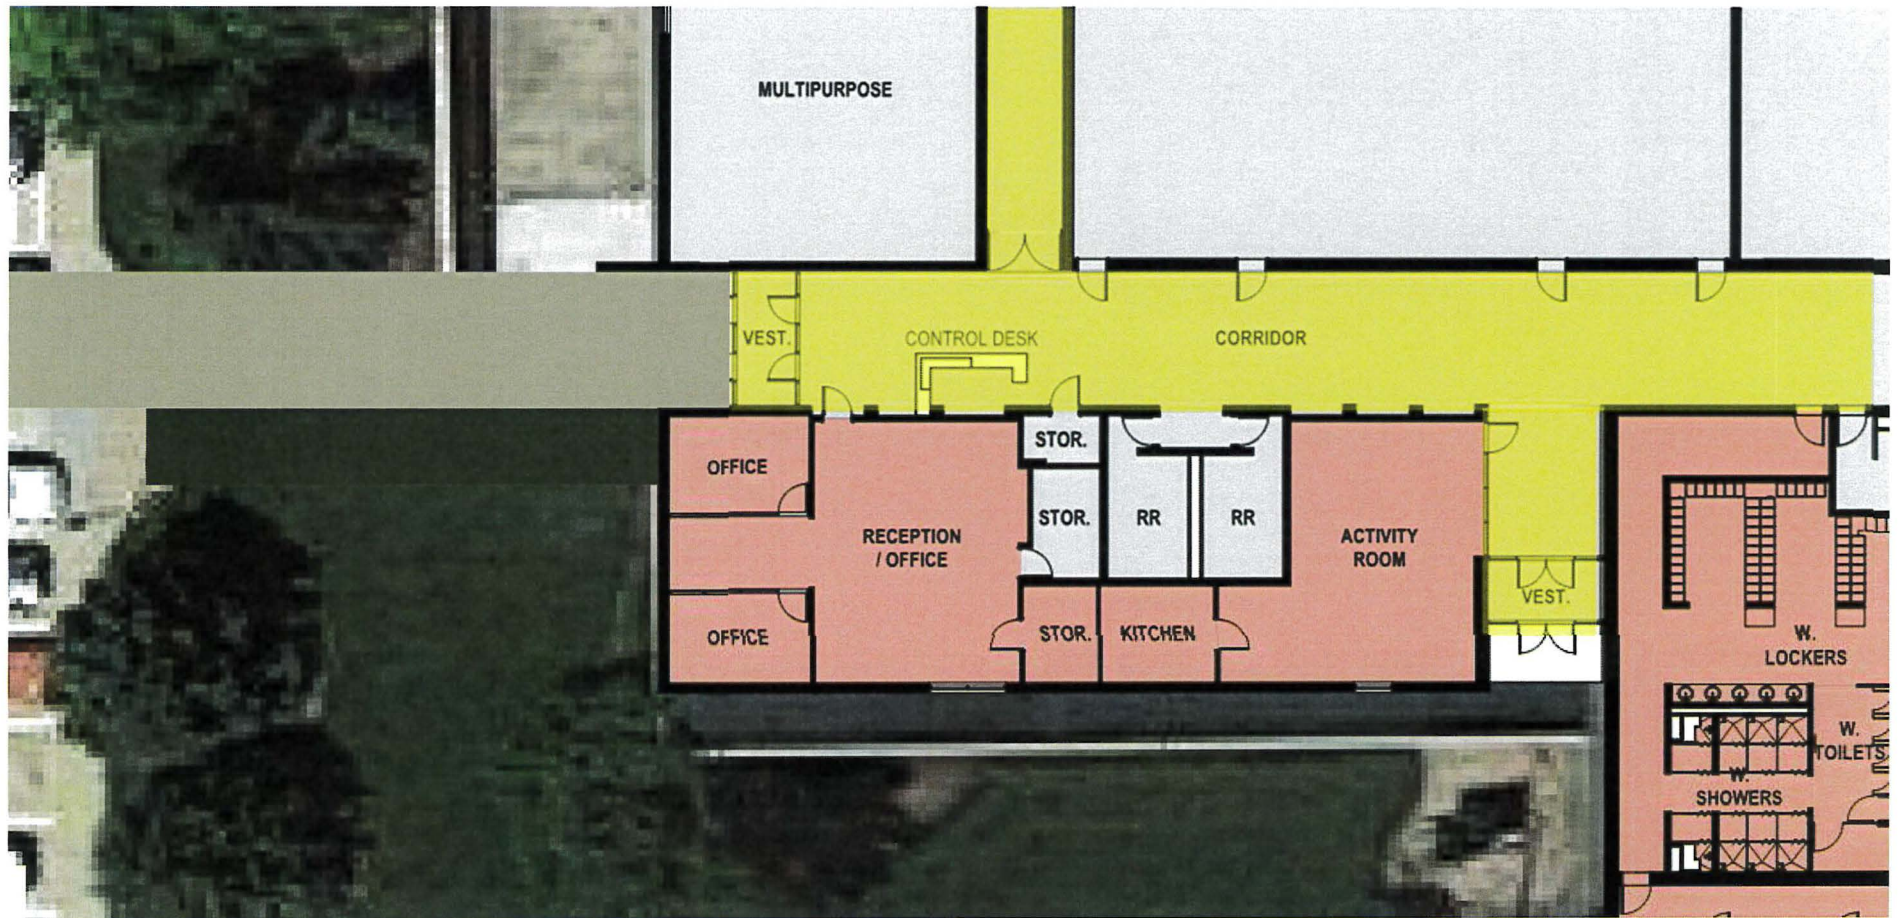 MULTIPURPOSE
VEST.
CONTROL DESK
CORRIDOR
STOR.
OFFICE
RECEPTION
/ OFFICE
STOR.
RR
RR
ACTIVITY
ROOM
VEST.
OFFICE
STOR.
KITCHEN
W.
LOCKERS
W.
TOILETS
W.
SHOWERS